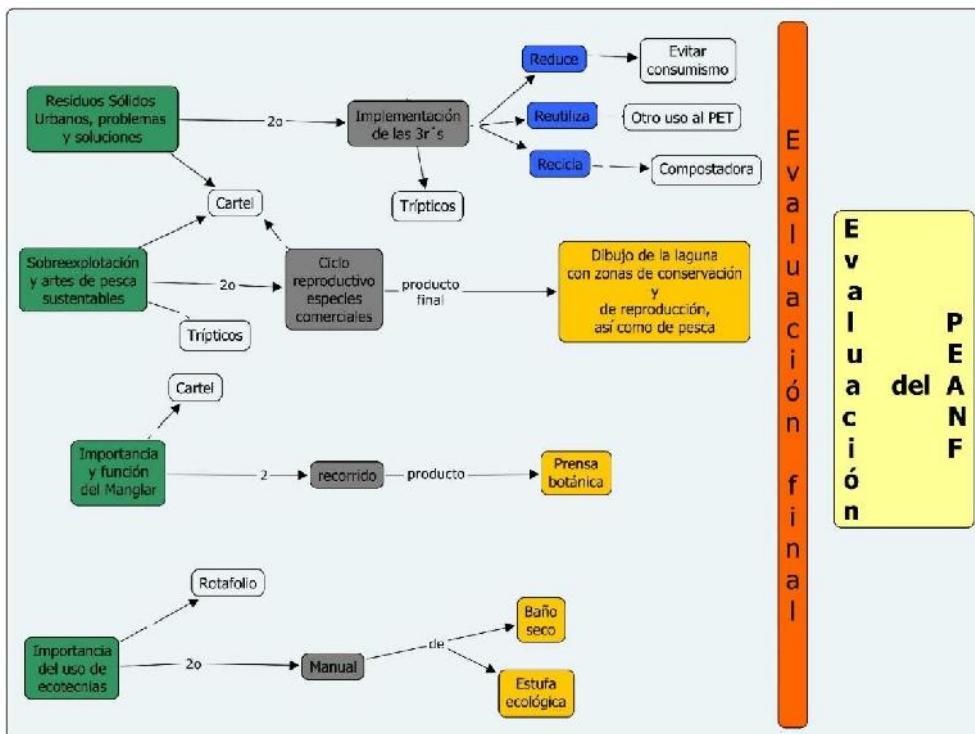 Residuos Sólidos
Urbanos, problemas
y soluciones
2o
Implementación
de las 3r´s
Reduce
Evitar
consumismo
Reutiliza
Otro uso al PET
Recicla
Compostadora
Trípticos
Cartel
Sobreexplotación
y artes de pesca
sustentables
2o
Ciclo
reproductivo
especies
comerciales
producto
final
Dibujo de la laguna
con zonas de conservación
y
de reproducción,
así como de pesca
Trípticos
Cartel
Importancia
y función
del Manglar
2
recorrido
producto
Prensa
botánica
Rotafolio
Importancia
del uso de
ecotecnias
2o
Manual
de
Baño
seco
Estufa
ecológica
Evaluación final
Evaluación
del
PEANF